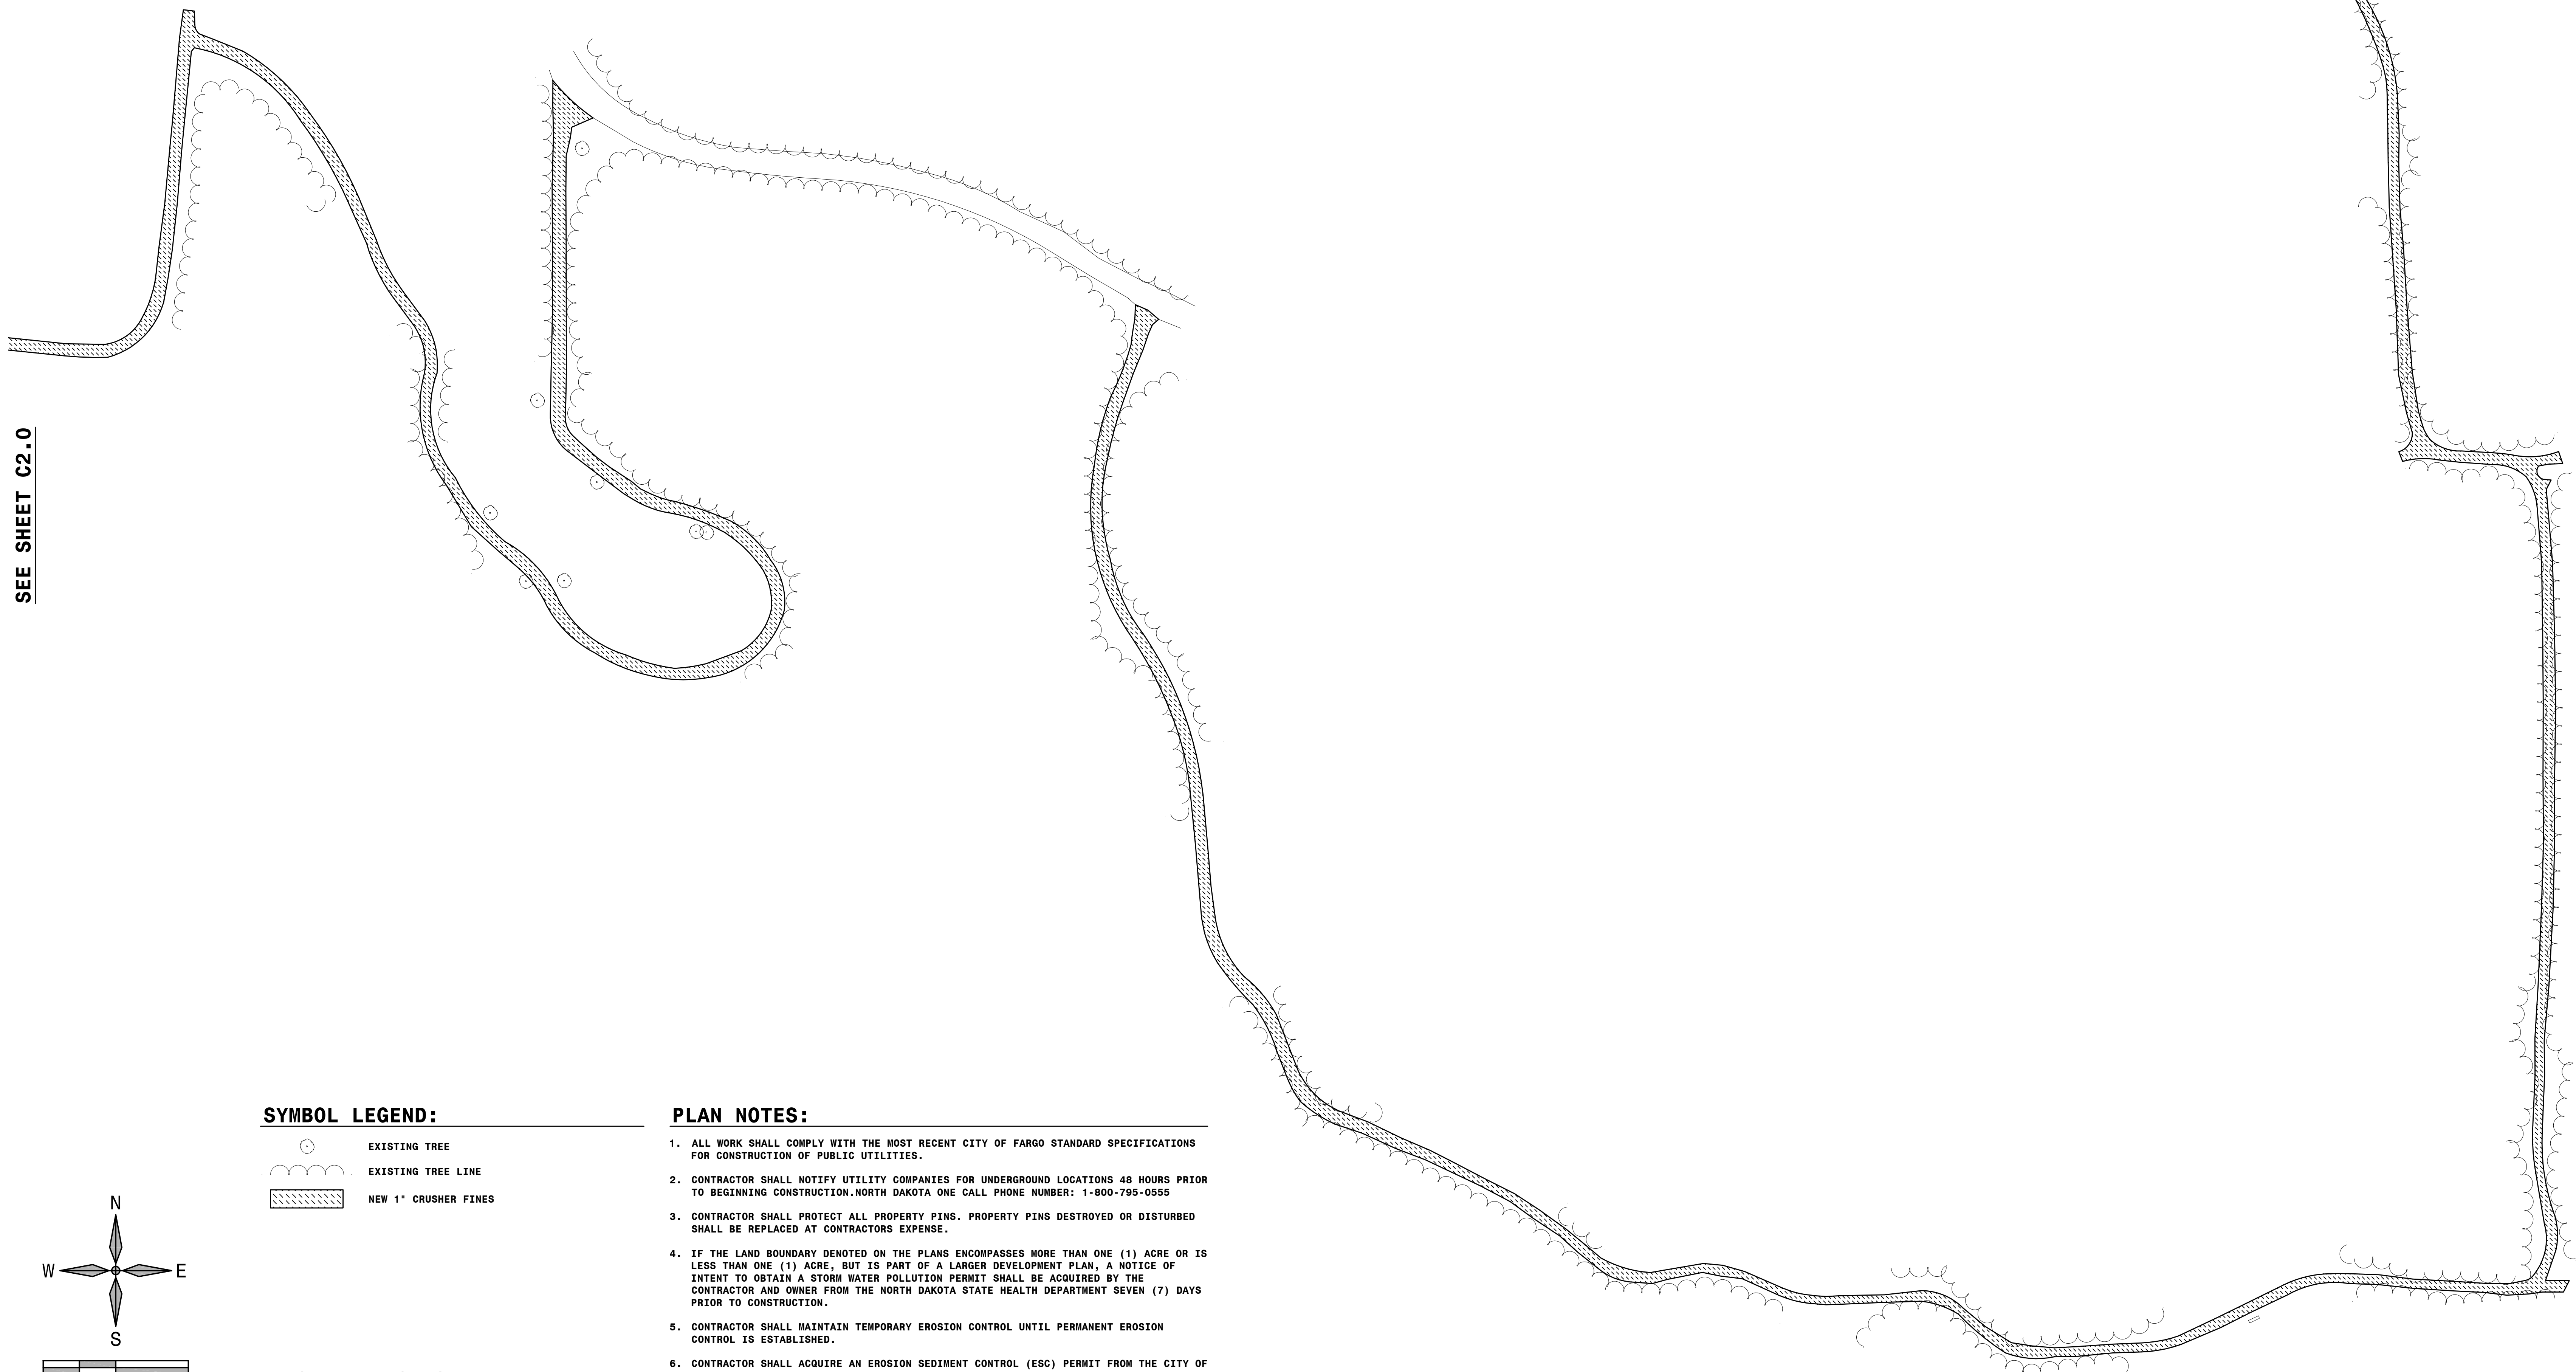 SEE SHEET C2.0
SYMBOL LEGEND:
EXISTING TREE
EXISTING TREE LINE
NEW 1" CRUSHER FINES
N
W
E
S
PLAN NOTES:
1. ALL WORK SHALL COMPLY WITH THE MOST RECENT CITY OF FARGO STANDARD SPECIFICATIONS
FOR CONSTRUCTION OF PUBLIC UTILITIES.
2. CONTRACTOR SHALL NOTIFY UTILITY COMPANIES FOR UNDERGROUND LOCATIONS 48 HOURS PRIOR
TO BEGINNING CONSTRUCTION.NORTH DAKOTA ONE CALL PHONE NUMBER: 1-800-795-0555
3. CONTRACTOR SHALL PROTECT ALL PROPERTY PINS. PROPERTY PINS DESTROYED OR DISTURBED
SHALL BE REPLACED AT CONTRACTORS EXPENSE.
4. IF THE LAND BOUNDARY DENOTED ON THE PLANS ENCOMPASSES MORE THAN ONE (1) ACRE OR IS
LESS THAN ONE (1) ACRE, BUT IS PART OF A LARGER DEVELOPMENT PLAN, A NOTICE OF
INTENT TO OBTAIN A STORM WATER POLLUTION PERMIT SHALL BE ACQUIRED BY THE
CONTRACTOR AND OWNER FROM THE NORTH DAKOTA STATE HEALTH DEPARTMENT SEVEN (7) DAYS
PRIOR TO CONSTRUCTION.
5. CONTRACTOR SHALL MAINTAIN TEMPORARY EROSION CONTROL UNTIL PERMANENT EROSION
CONTROL IS ESTABLISHED.
6. CONTRACTOR SHALL ACQUIRE AN EROSION SEDIMENT CONTROL (ESC) PERMIT FROM THE CITY OF